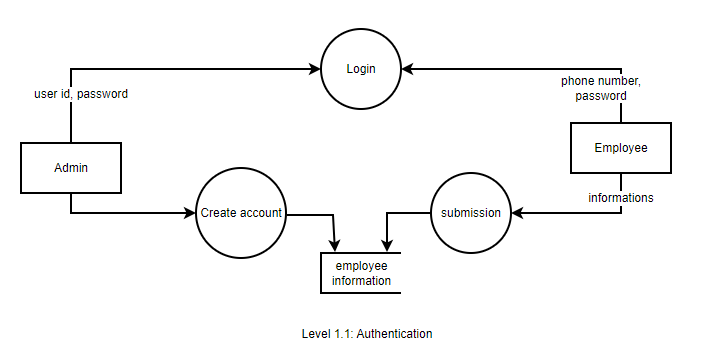 Login
user id, password
phone number,
password
Admin
Employee
informations
Create account
submission
employee
information
Level 1.1: Authentication